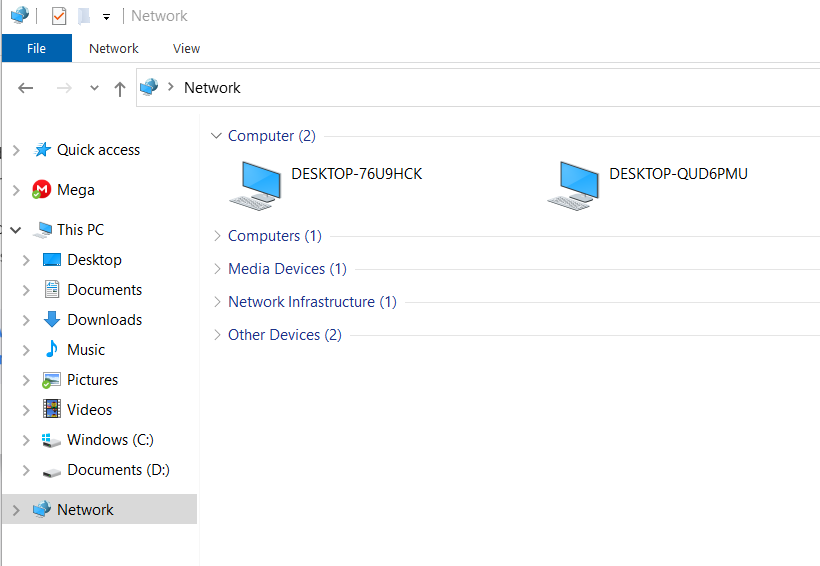 Network
File Network View
Network
Quick access
Mega
This PC
Desktop
Documents
Downloads
Music
Pictures
Videos
Windows (C:)
Documents (D:)
Network
Computer (2)
DESKTOP-76U9HCK
DESKTOP-QUD6PMU
Computers (1)
Media Devices (1)
Network Infrastructure (1)
Other Devices (2)